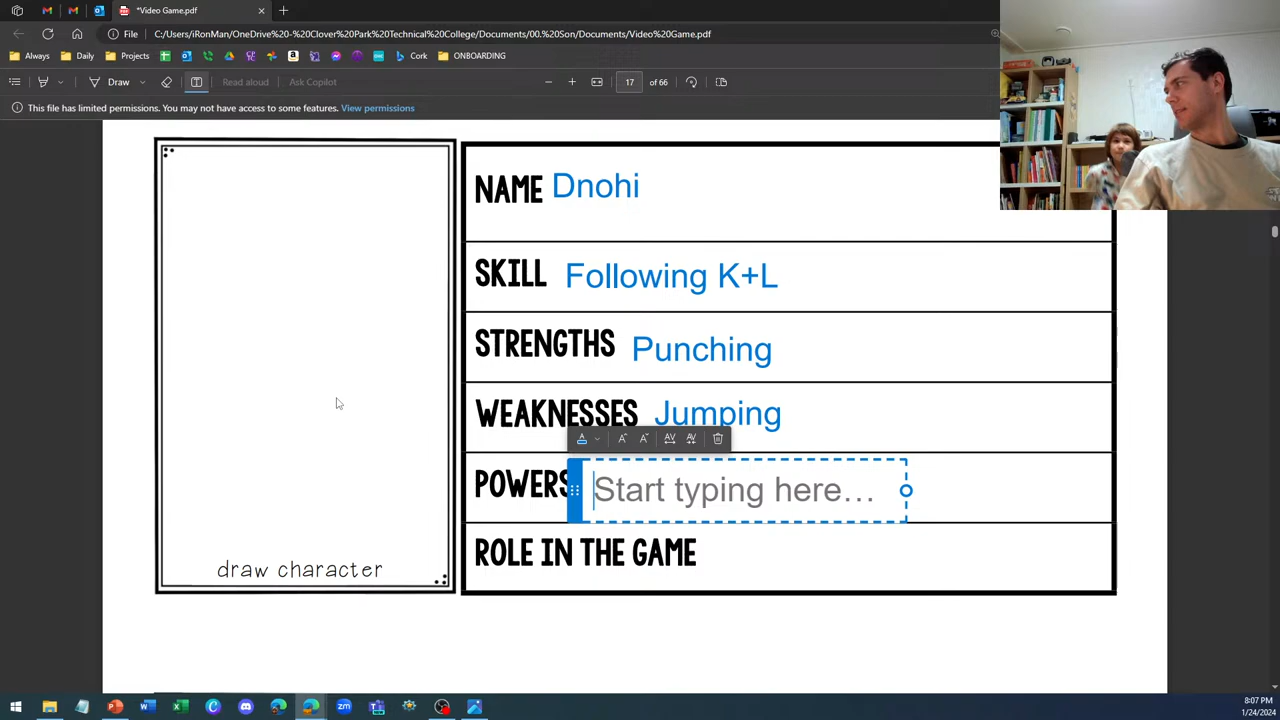 *Video Game.pdf
File
C:/Users/iRonMan/OneDrive%20-%20Clover%20Park%20Technical%20College/Documents/00.%20Son/Documents/Video%20Game.pdf
Always
Daily
Projects
Cork
ONBOARDING
Draw
Read aloud
Ask Copilot
17 of 66
This file has limited permissions. You may not have access to some features. View permissions
NAME Dnohi
SKILL Following K+L
STRENGTHS Punching
WEAKNESSES Jumping
POWERS Start typing here...
ROLE IN THE GAME
draw character
8:07 PM
1/24/2024